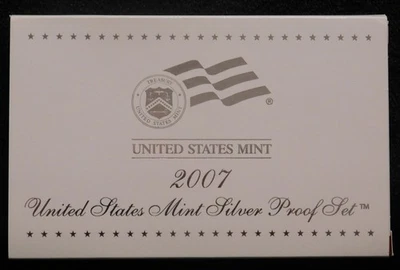 ®
UNITED STATES MINT
2007
United States Mint Silver Proof Set™